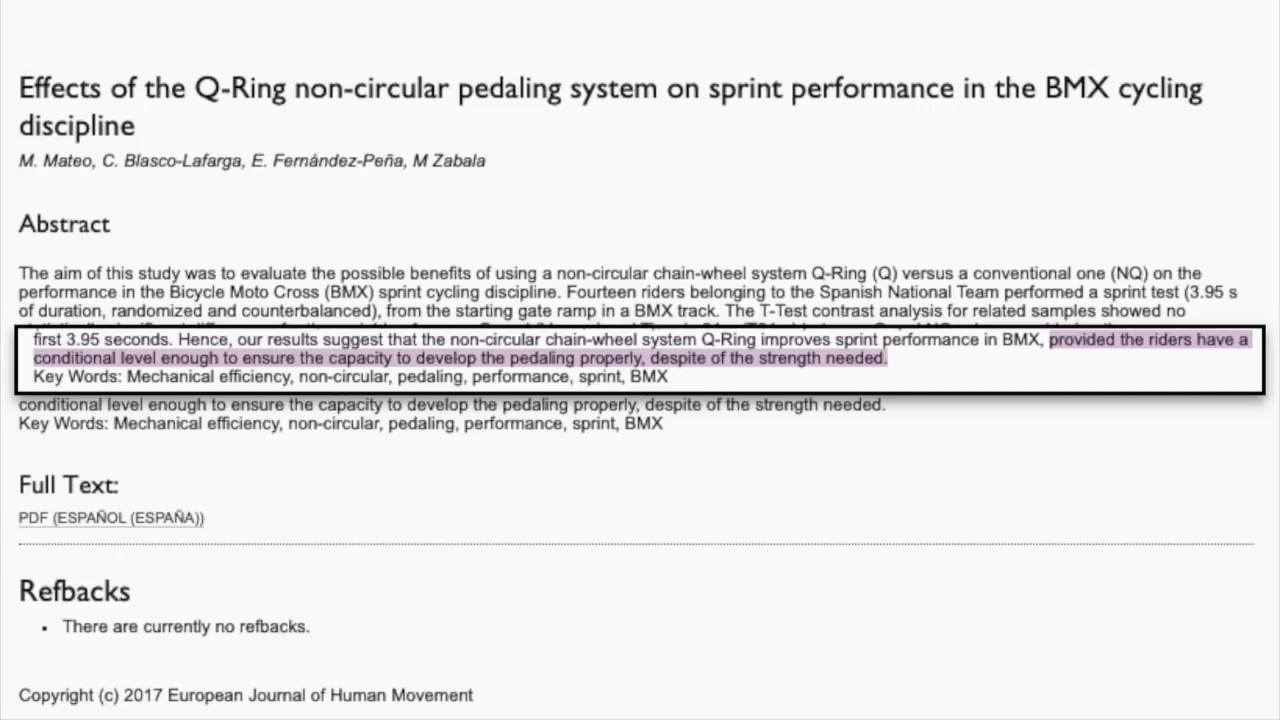 Effects of the Q-Ring non-circular pedaling system on sprint performance in the BMX cycling
discipline
M. Mateo, C. Blasco-Lafarga, E. Fernández-Peña, M Zabala
Abstract
The aim of this study was to evaluate the possible benefits of using a non-circular chain-wheel system Q-Ring (Q) versus a conventional one (NQ) on the
performance in the Bicycle Moto Cross (BMX) sprint cycling discipline. Fourteen riders belonging to the Spanish National Team performed a sprint test (3.95 s
of duration, randomized and counterbalanced), from the starting gate ramp in a BMX track. The T-Test contrast analysis for related samples showed no
first 3.95 seconds. Hence, our results suggest that the non-circular chain-wheel system Q-Ring improves sprint performance in BMX, provided the riders have a
conditional level enough to ensure the capacity to develop the pedaling properly, despite of the strength needed.
Key Words: Mechanical efficiency, non-circular, pedaling, performance, sprint, BMX
conditional level enough to ensure the capacity to develop the pedaling properly, despite of the strength needed.
Key Words: Mechanical efficiency, non-circular, pedaling, performance, sprint, BMX
Full Text:
PDF (ESPAÑOL (ESPAÑA))
Refbacks
• There are currently no refbacks.
Copyright (c) 2017 European Journal of Human Movement